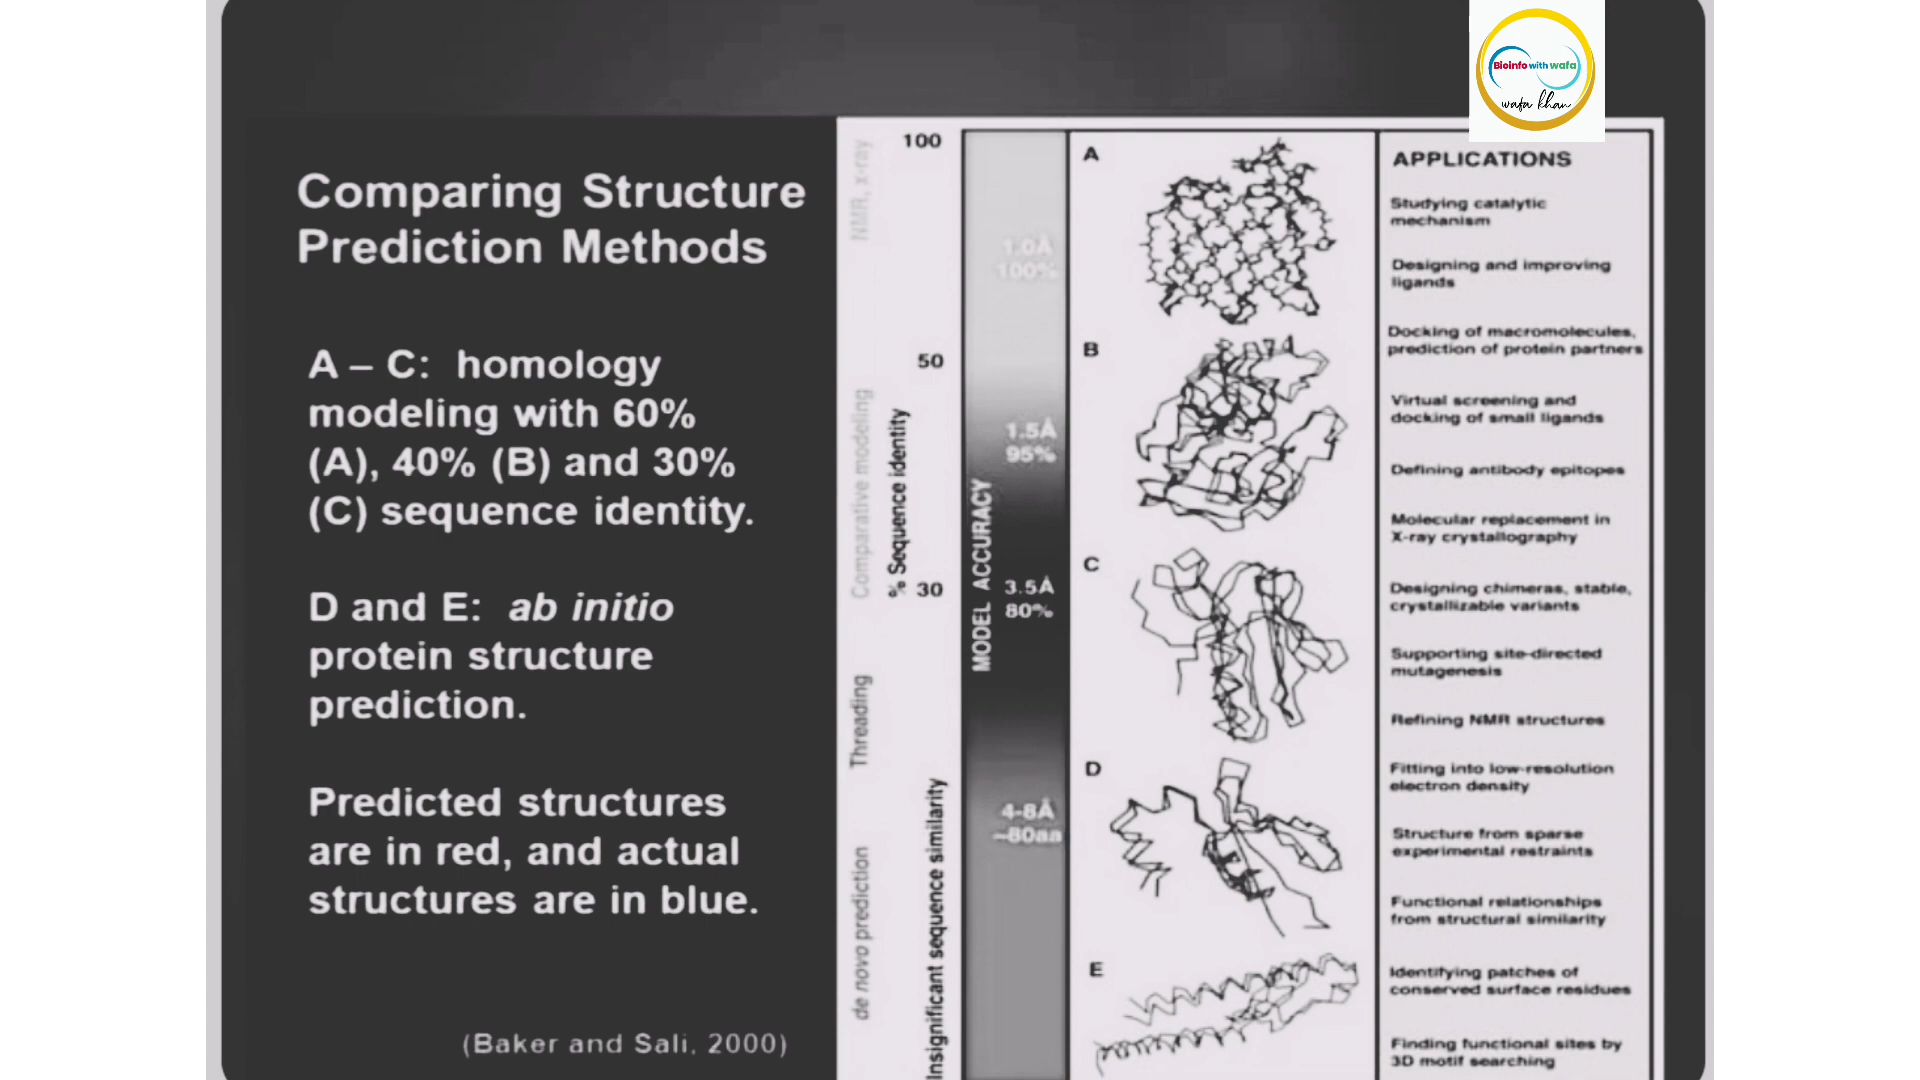 Bioinfo with wafa
wafa khan
Comparing Structure
Prediction Methods
A – C: homology
modeling with 60%
(A), 40% (B) and 30%
(C) sequence identity.
D and E: ab initio
protein structure
prediction.
Predicted structures
are in red, and actual
structures are in blue.
(Baker and Sali, 2000)
NMR, x-ray
Comparative modeling
Threading
de novo prediction
% Sequence identity
Insignificant sequence similarity
100
50
30
MODEL ACCURACY
1.0Å
100%
1.5Å
95%
3.5Å
80%
4-8Å
~80aa
A
B
C
D
E
APPLICATIONS
Studying catalytic
mechanism
Designing and improving
ligands
Docking of macromolecules,
prediction of protein partners
Virtual screening and
docking of small ligands
Defining antibody epitopes
Molecular replacement in
X-ray crystallography
Designing chimeras, stable,
crystallizable variants
Supporting site-directed
mutagenesis
Refining NMR structures
Fitting into low-resolution
electron density
Structure from sparse
experimental restraints
Functional relationships
from structural similarity
Identifying patches of
conserved surface residues
Finding functional sites by
3D motif searching